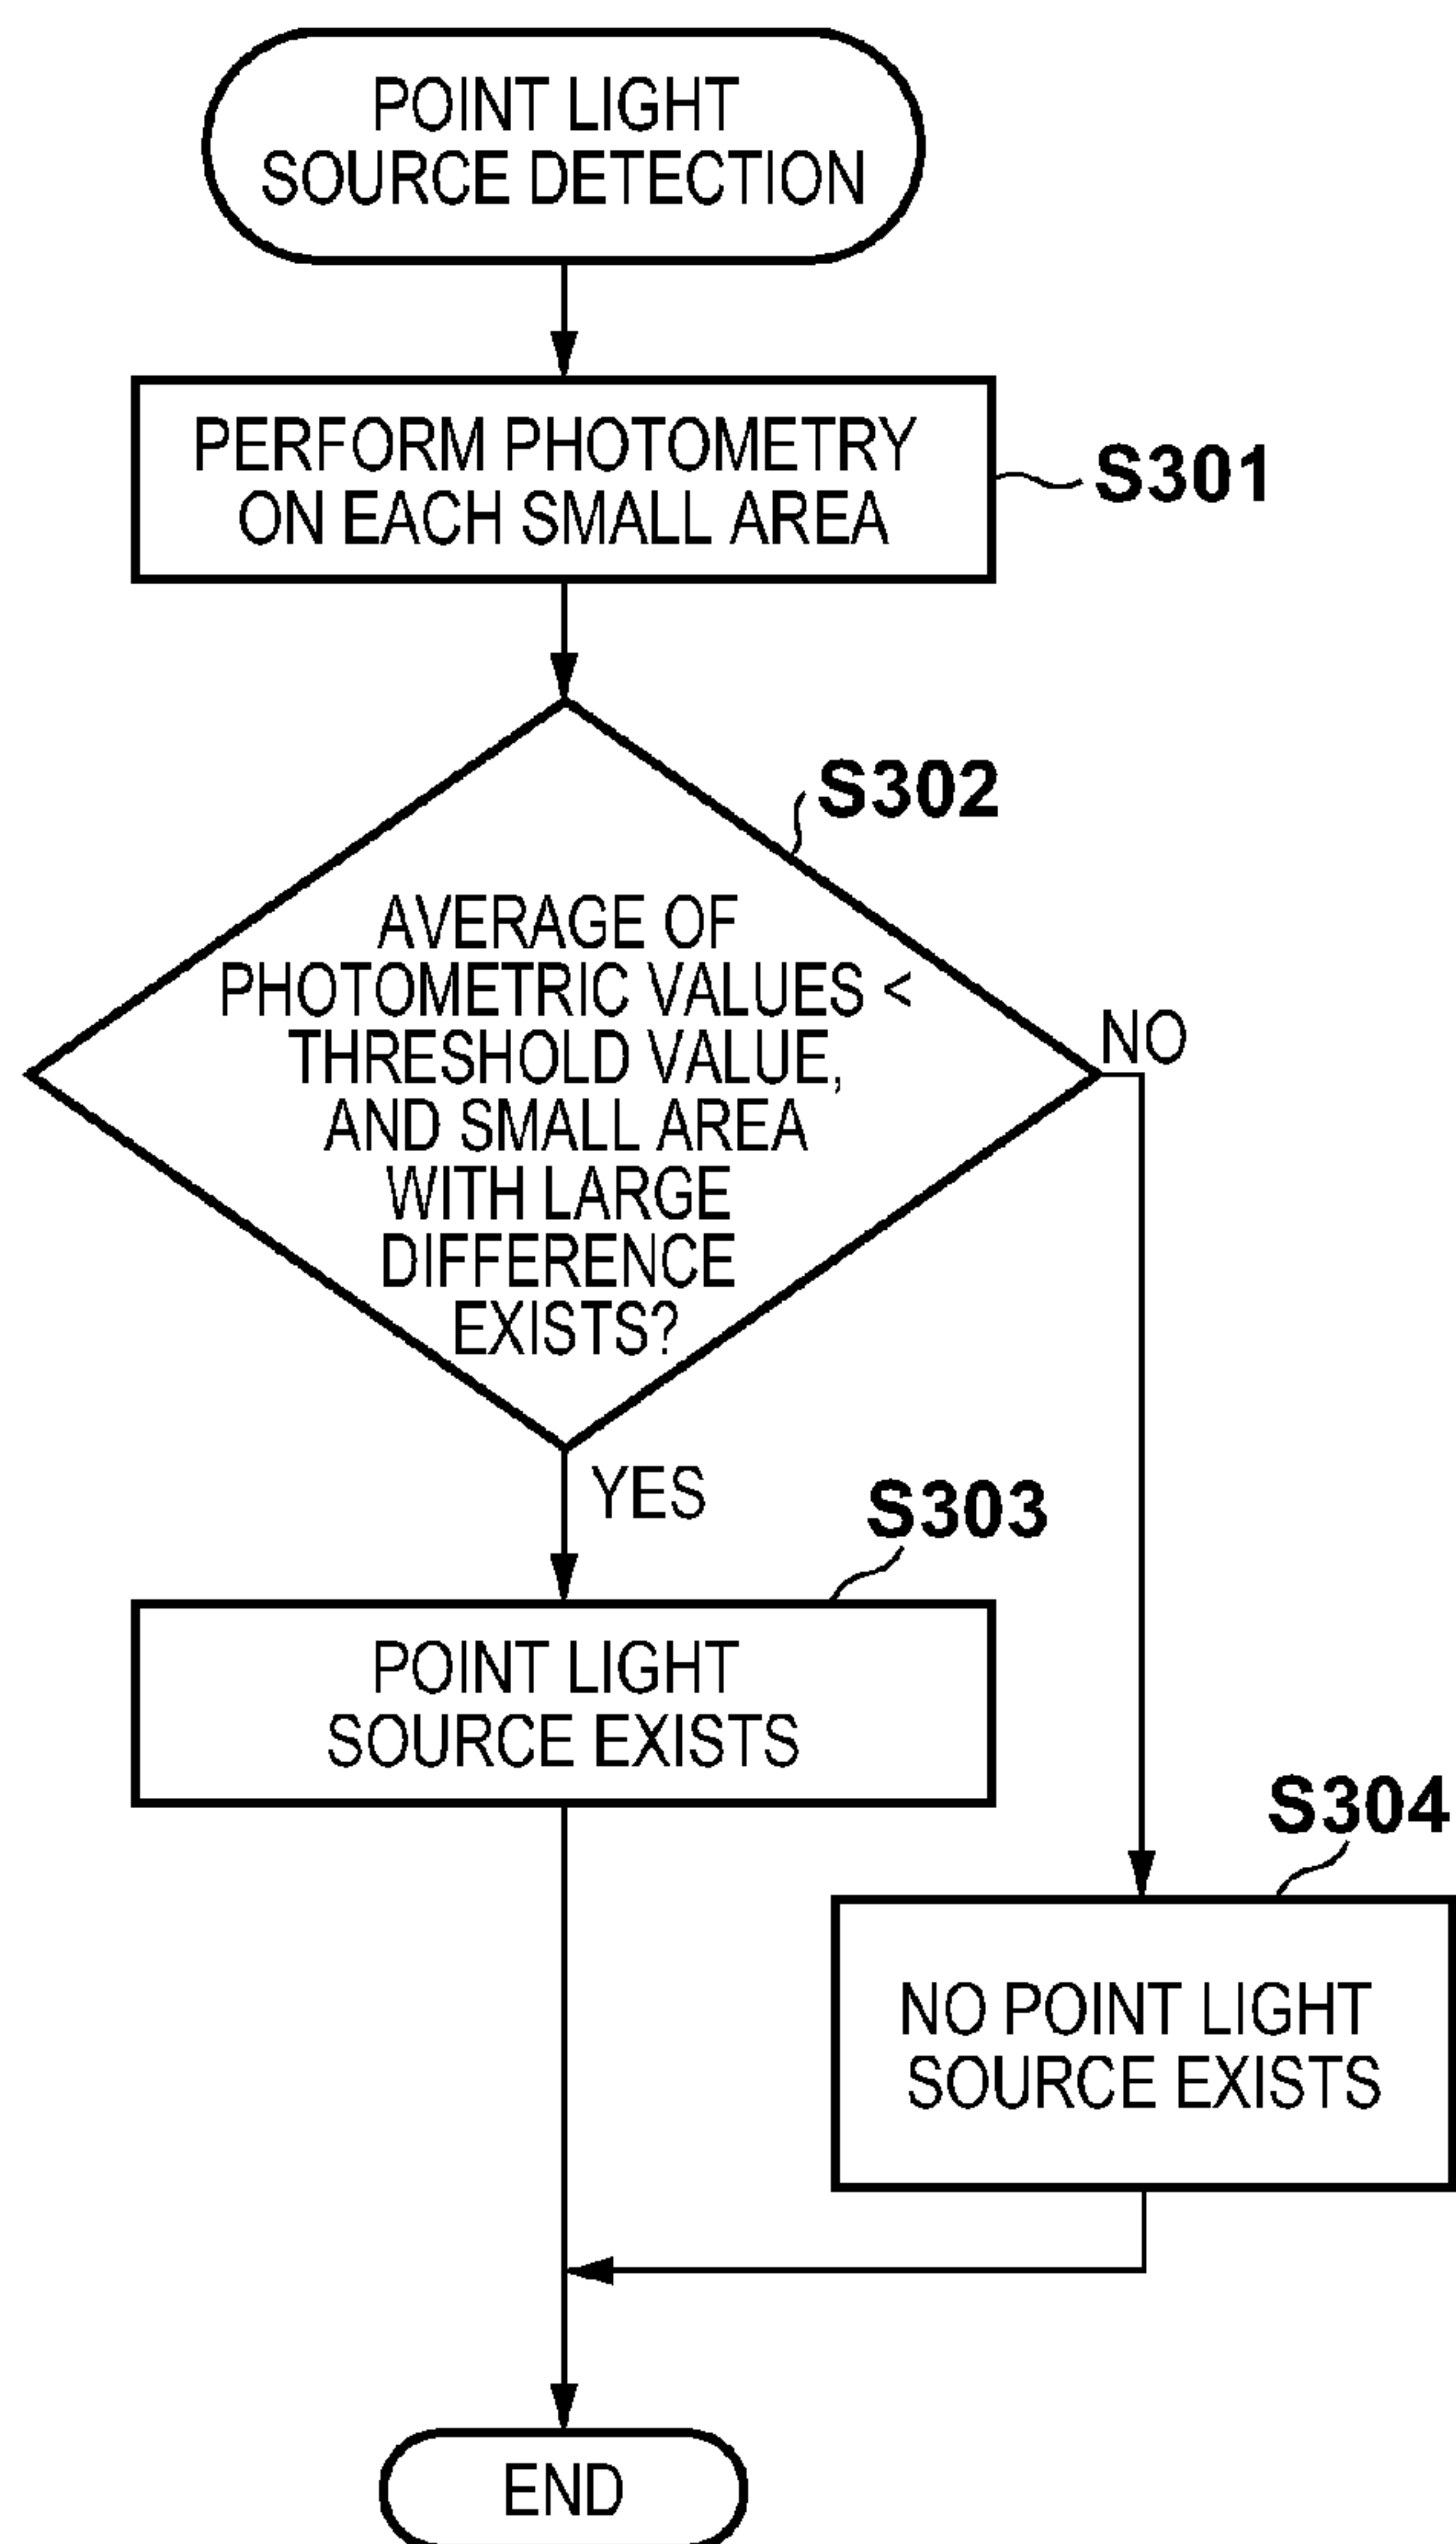 POINT LIGHT
SOURCE DETECTION
PERFORM PHOTOMETRY
ON EACH SMALL AREA
S301
S302
AVERAGE OF
PHOTOMETRIC VALUES <
THRESHOLD VALUE,
AND SMALL AREA
WITH LARGE
DIFFERENCE
EXISTS?
NO
YES
S303
POINT LIGHT
SOURCE EXISTS
S304
NO POINT LIGHT
SOURCE EXISTS
END